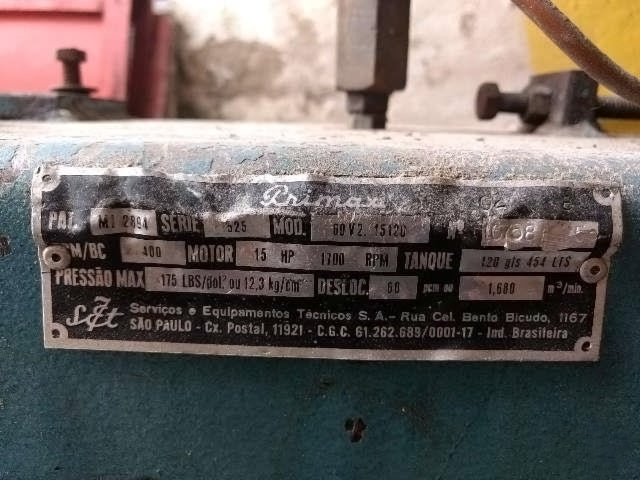 Primax
PAT. MI 2894 SÉRIE 525 MOD. 60 V2. 15120 Nº
RPM/BC 400 MOTOR 15 HP 1700 RPM TANQUE 120 gls 454 LTS
PRESSÃO MAX 175 LBS/dol.² ou 12,3 kg/cm² DESLOC. 60 pcm ou 1,680 m³/min.
Serviços e Equipamentos Técnicos S.A.– Rua Cel. Bento Bicudo, 1167
SÃO PAULO - Cx. Postal, 11921 - C.G.C. 61.262.689/0001-17 - Ind. Brasileira